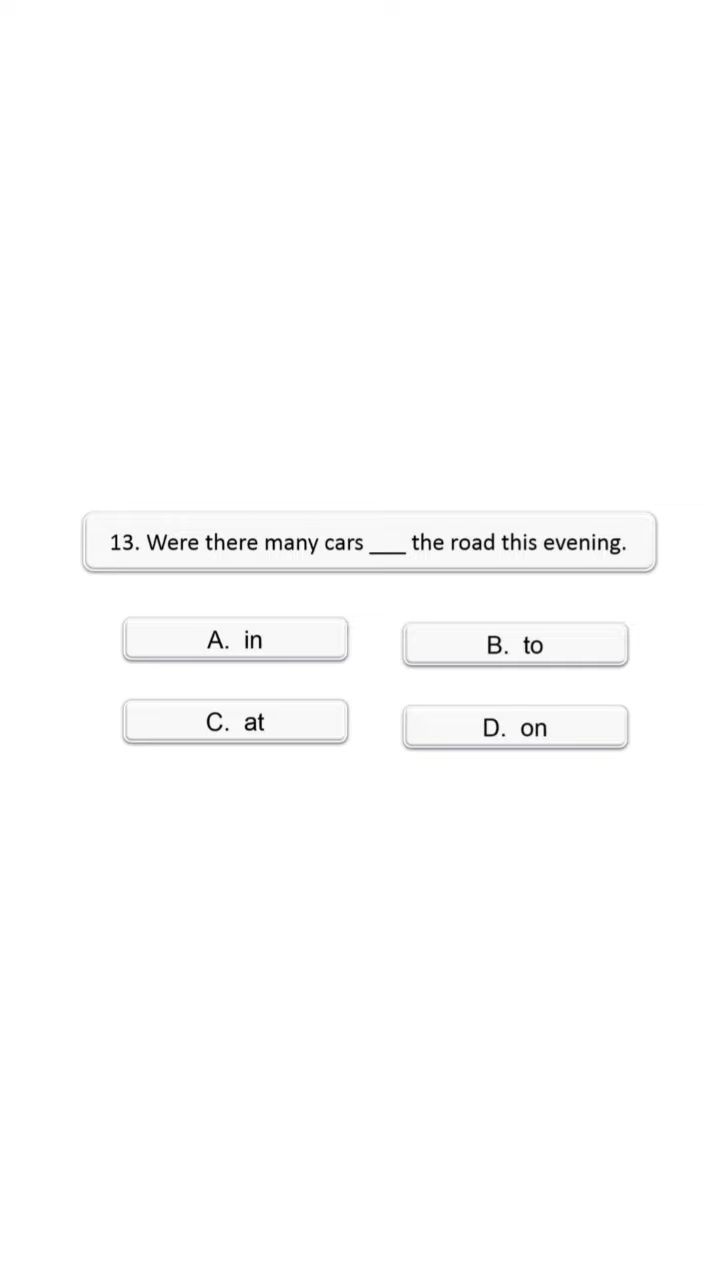 13. Were there many cars ___ the road this evening.
A. in
B. to
C. at
D. on